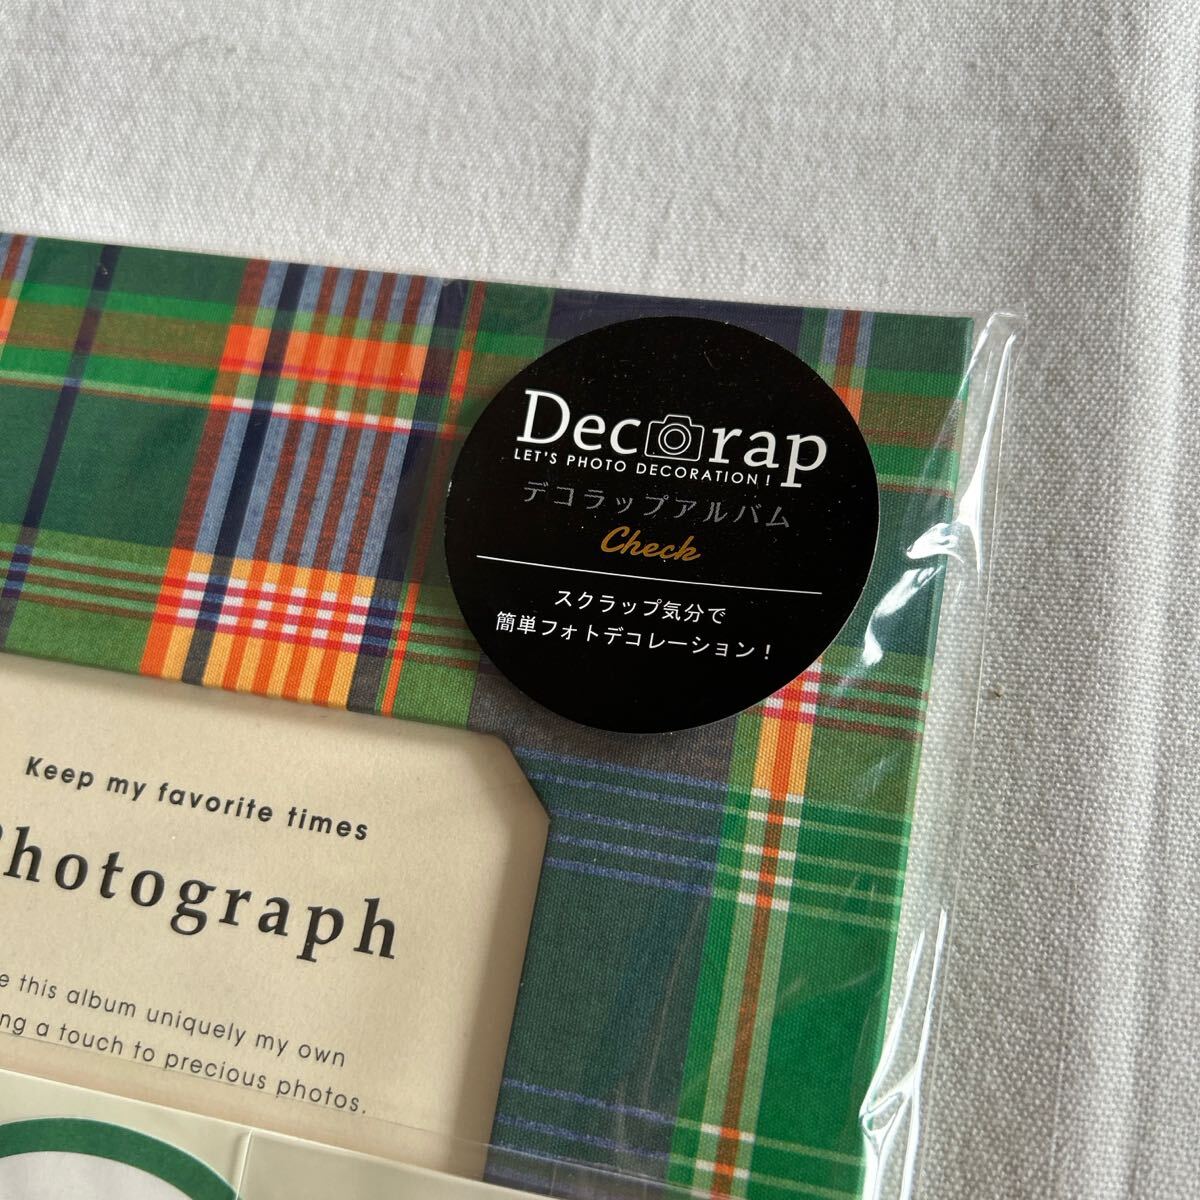 Decorap
LET'S PHOTO DECORATION!
デコラップアルバム
Check
スクラップ気分で
簡単フォトデコレーション！
Keep my favorite times
Photograph
this album uniquely my own
a touch to precious photos.